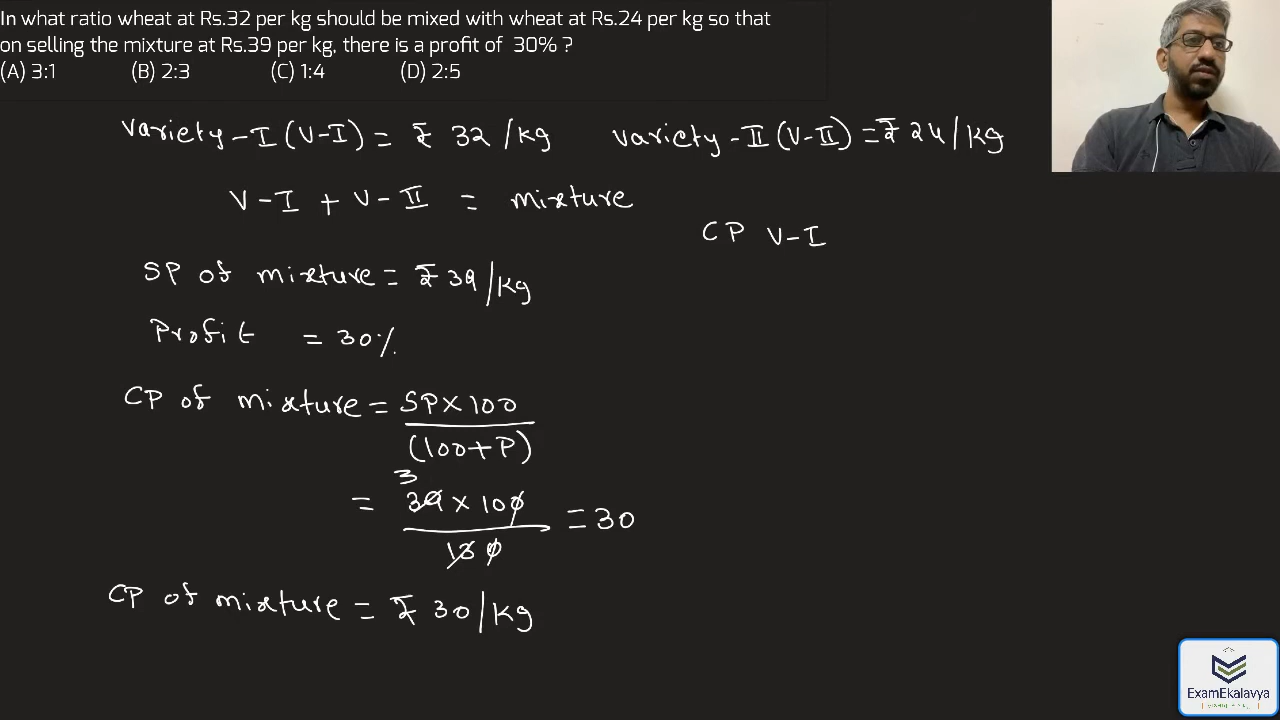 In what ratio wheat at Rs.32 per kg should be mixed with wheat at Rs.24 per kg so that
on selling the mixture at Rs.39 per kg, there is a profit of 30% ?
(A) 3:1 (B) 2:3 (C) 1:4 (D) 2:5
Variety-I (V-I) = ₹ 32/kg Variety-II (V-II) = ₹ 24/kg
V-I + V-II = mixture
CP V-I
SP of mixture = ₹ 39/kg
Profit = 30%
CP of mixture = SP×100
(100+P)
3
= 39×100 = 30
130
CP of mixture = ₹ 30/kg
ExamEkalavya